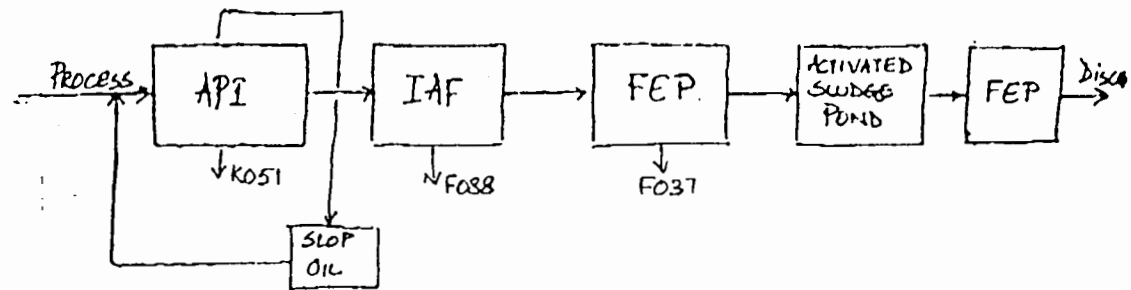 PROCESS
API
IAF
FEP.
ACTIVATED
SLUDGE
POND
FEP
K051
F038
F037
SLOP
OIL